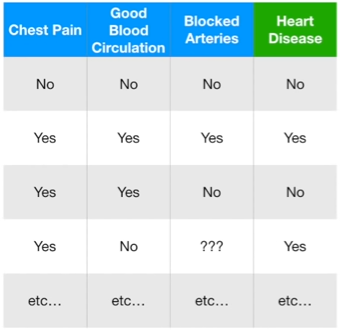 Chest Pain Good Blood Circulation Blocked Arteries Heart Disease
No No No No
Yes Yes Yes Yes
Yes Yes No No
Yes No ??? Yes
etc… etc… etc… etc…